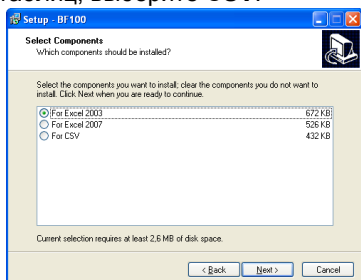 выберите CSV.
Setup - BF100
Select Components
Which components should be installed?
Select the components you want to install; clear the components you do not want to
install. Click Next when you are ready to continue.
For Excel 2003 672 KB
For Excel 2007 526 KB
For CSV 432 KB
Current selection requires at least 2,6 MB of disk space.
< Back Next > Cancel